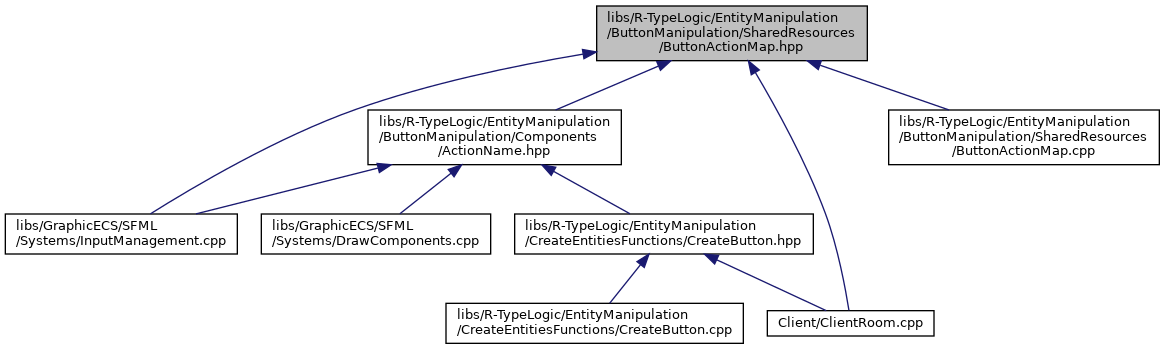 libs/R-TypeLogic/EntityManipulation
/ButtonManipulation/SharedResources
/ButtonActionMap.hpp
libs/R-TypeLogic/EntityManipulation
/ButtonManipulation/Components
/ActionName.hpp
libs/R-TypeLogic/EntityManipulation
/ButtonManipulation/SharedResources
/ButtonActionMap.cpp
libs/GraphicECS/SFML
/Systems/InputManagement.cpp
libs/GraphicECS/SFML
/Systems/DrawComponents.cpp
libs/R-TypeLogic/EntityManipulation
/CreateEntitiesFunctions/CreateButton.hpp
libs/R-TypeLogic/EntityManipulation
/CreateEntitiesFunctions/CreateButton.cpp
Client/ClientRoom.cpp